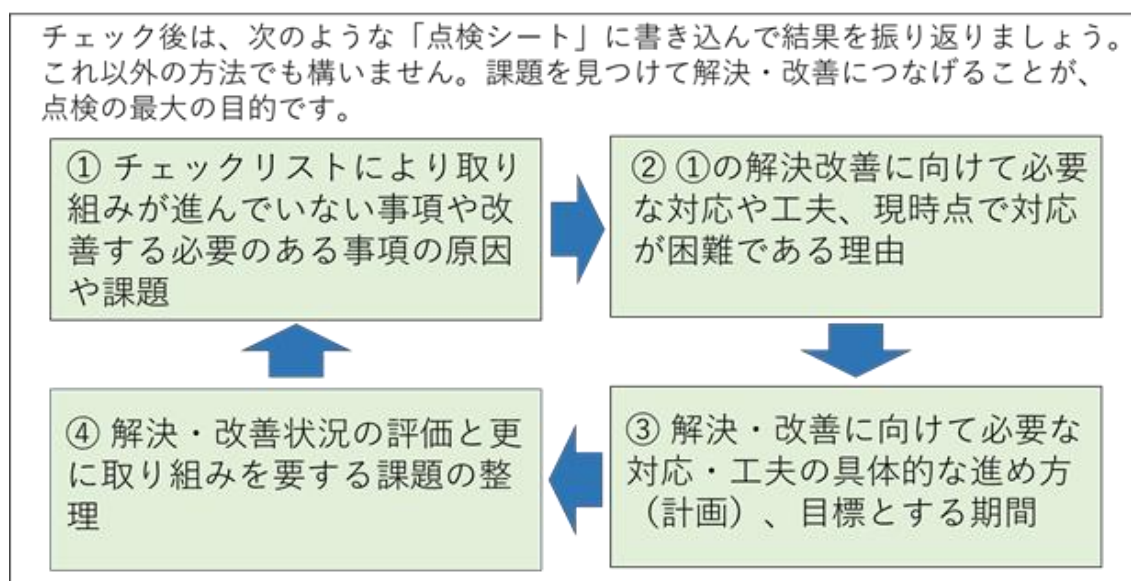 チェック後は、次のような「点検シート」に書き込んで結果を振り返りましょう。
これ以外の方法でも構いません。課題を見つけて解決・改善につなげることが、
点検の最大の目的です。
① チェックリストにより取り
組みが進んでいない事項や改
善する必要のある事項の原因
や課題
② ①の解決改善に向けて必要
な対応や工夫、現時点で対応
が困難である理由
③ 解決・改善に向けて必要な
対応・工夫の具体的な進め方
（計画）、目標とする期間
④ 解決・改善状況の評価と更
に取り組みを要する課題の整
理